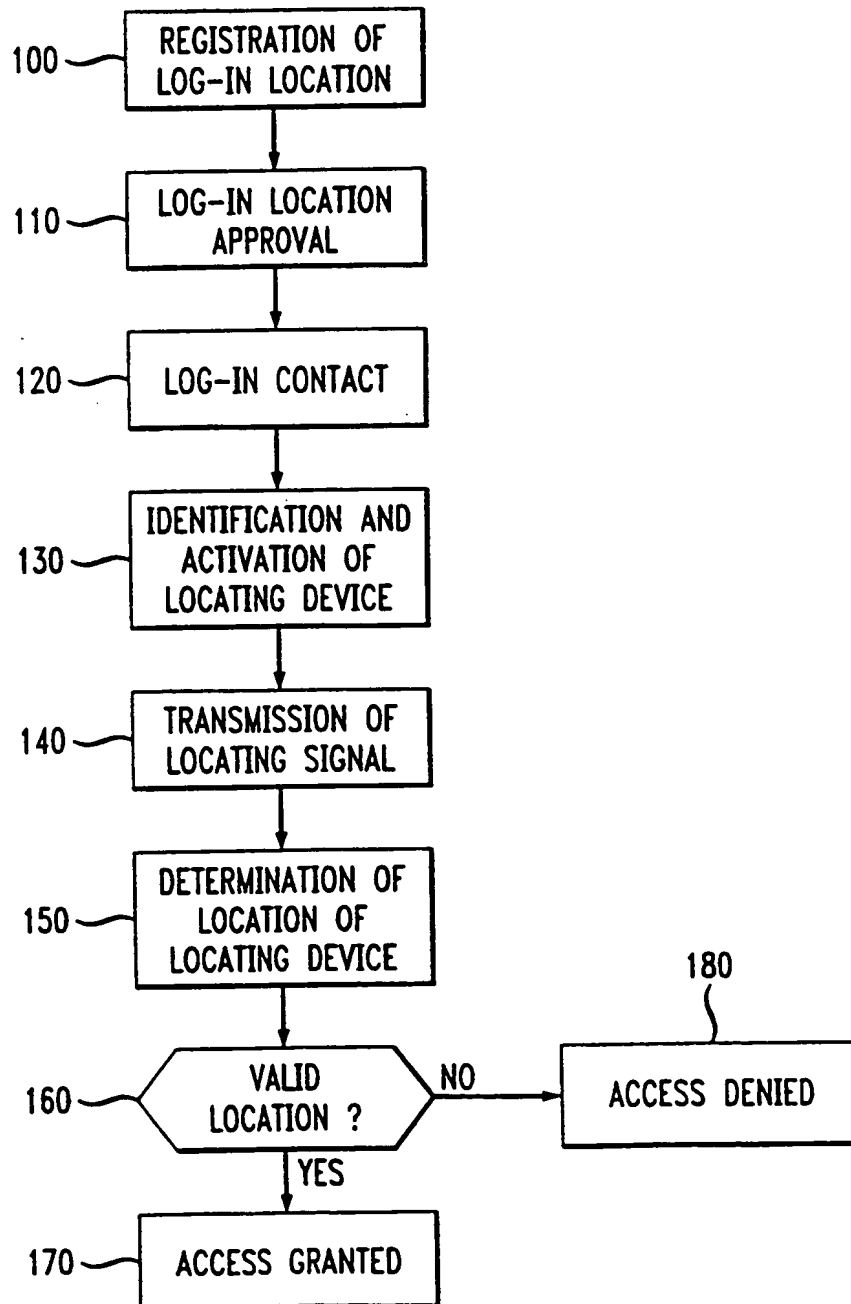 100
REGISTRATION OF
LOG-IN LOCATION
110
LOG-IN LOCATION
APPROVAL
120
LOG-IN CONTACT
130
IDENTIFICATION AND
ACTIVATION OF
LOCATING DEVICE
140
TRANSMISSION OF
LOCATING SIGNAL
150
DETERMINATION OF
LOCATION OF
LOCATING DEVICE
160
VALID
LOCATION ?
NO
180
ACCESS DENIED
YES
170
ACCESS GRANTED